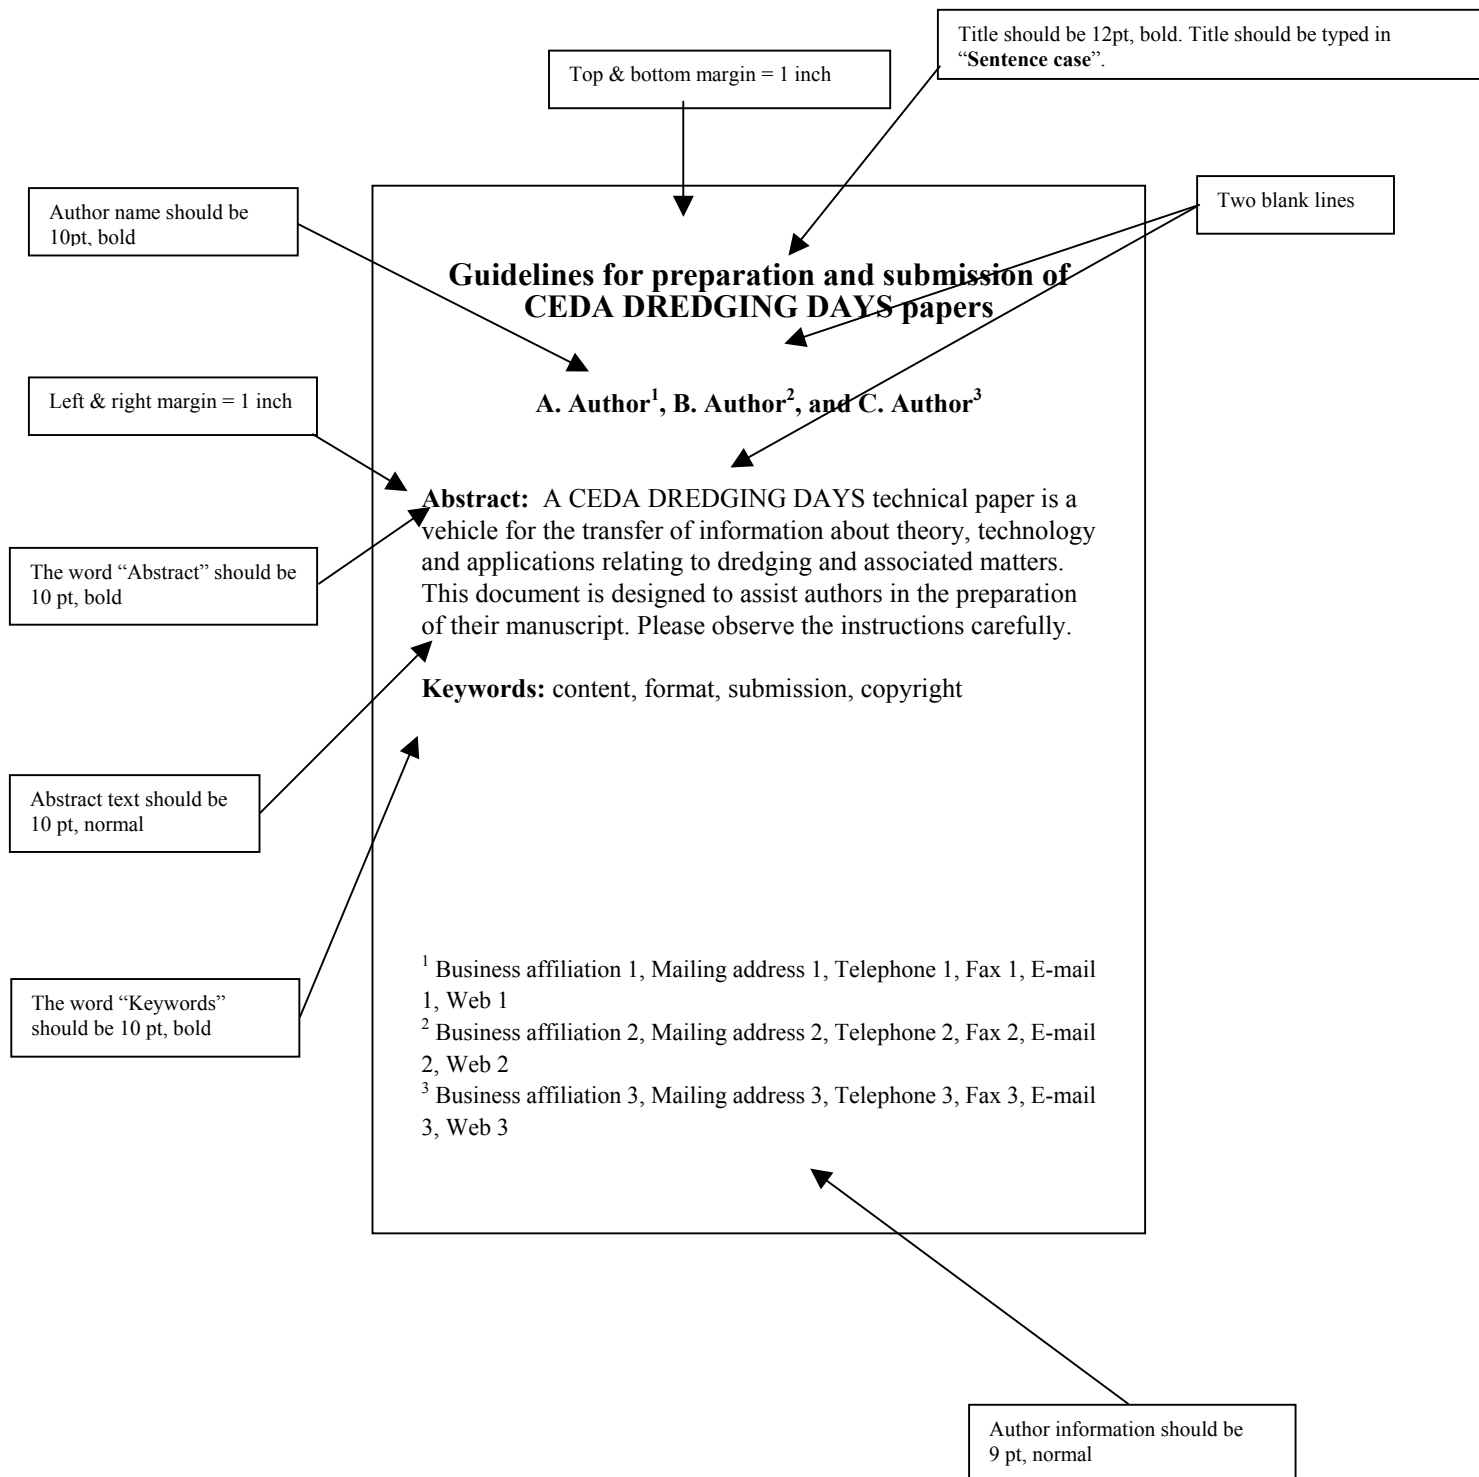 Title should be 12pt, bold. Title should be typed in
“Sentence case”.
Top & bottom margin = 1 inch
Author name should be
10pt, bold
Two blank lines
Guidelines for preparation and submission of
CEDA DREDGING DAYS papers
Left & right margin = 1 inch
A. Author1, B. Author2, and C. Author3
Abstract: A CEDA DREDGING DAYS technical paper is a
vehicle for the transfer of information about theory, technology
and applications relating to dredging and associated matters.
This document is designed to assist authors in the preparation
of their manuscript. Please observe the instructions carefully.
The word “Abstract” should be
10 pt, bold
Keywords: content, format, submission, copyright
Abstract text should be
10 pt, normal
The word “Keywords”
should be 10 pt, bold
1 Business affiliation 1, Mailing address 1, Telephone 1, Fax 1, E-mail
1, Web 1
2 Business affiliation 2, Mailing address 2, Telephone 2, Fax 2, E-mail
2, Web 2
3 Business affiliation 3, Mailing address 3, Telephone 3, Fax 3, E-mail
3, Web 3
Author information should be
9 pt, normal